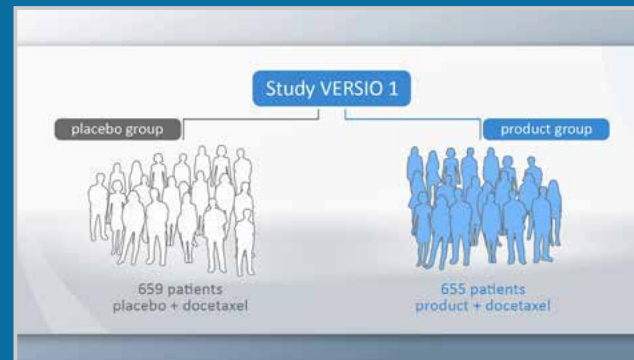 Study VERSIO 1
placebo group
product group
659 patients
placebo + docetaxel
655 patients
product + docetaxel